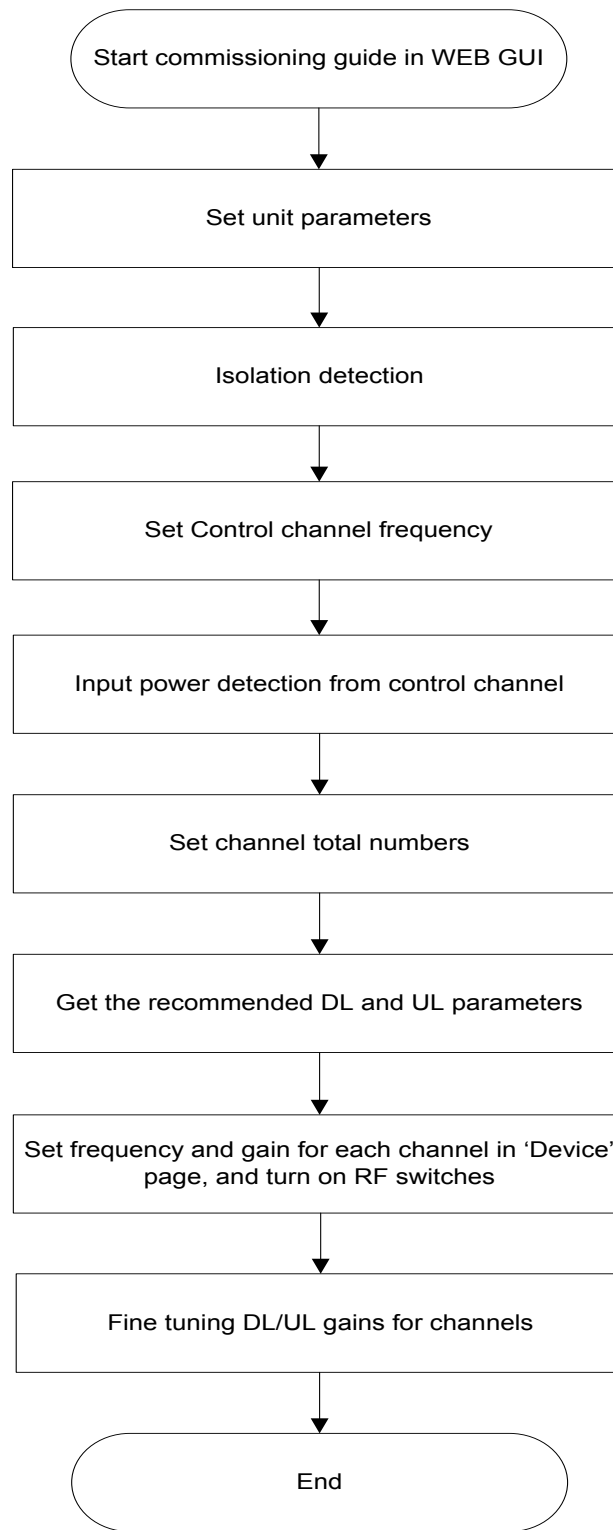 Start commissioning guide in WEB GUI
Set unit parameters
Isolation detection
Set Control channel frequency
Input power detection from control channel
Set channel total numbers
Get the recommended DL and UL parameters
Set frequency and gain for each channel in ‘Device’
page, and turn on RF switches
Fine tuning DL/UL gains for channels
End